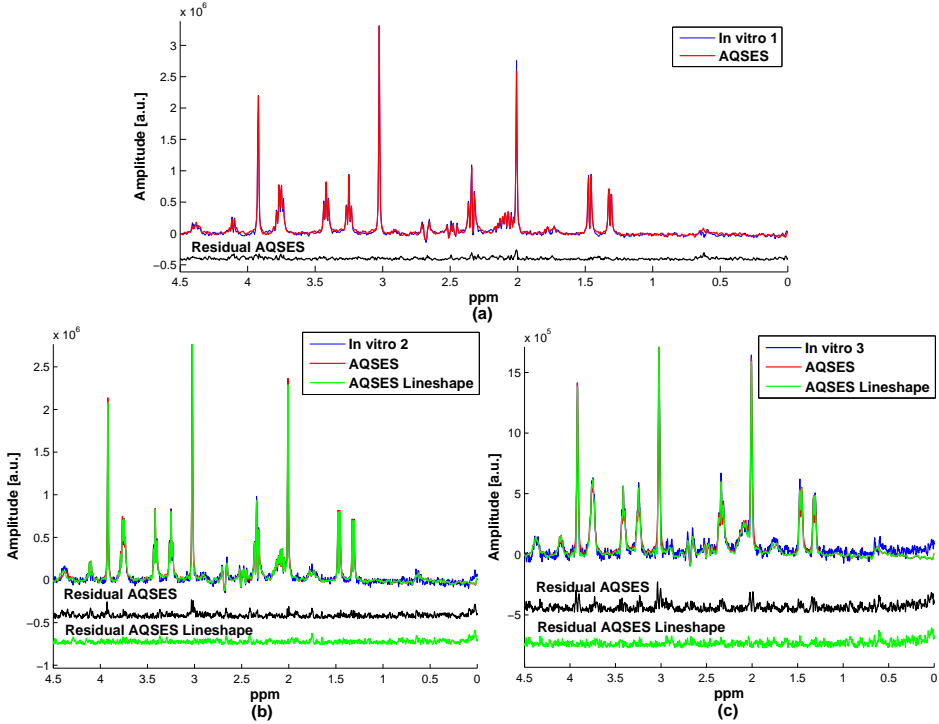 × 10^6
3
2.5
2
1.5
1
0.5
0
−0.5
Amplitude [a.u.]
In vitro 1
AQSES
Residual AQSES
4.5 4 3.5 3 2.5 2 1.5 1 0.5 0
ppm
(a)
x 10^6
2.5
2
1.5
1
0.5
0
−0.5
−1
Amplitude [a.u.]
In vitro 2
AQSES
AQSES Lineshape
Residual AQSES
Residual AQSES Lineshape
4.5 4 3.5 3 2.5 2 1.5 1 0.5 0
ppm
(b)
x 10^5
15
10
5
0
−5
Amplitude [a.u.]
In vitro 3
AQSES
AQSES Lineshape
Residual AQSES
Residual AQSES Lineshape
4.5 4 3.5 3 2.5 2 1.5 1 0.5 0
ppm
(c)